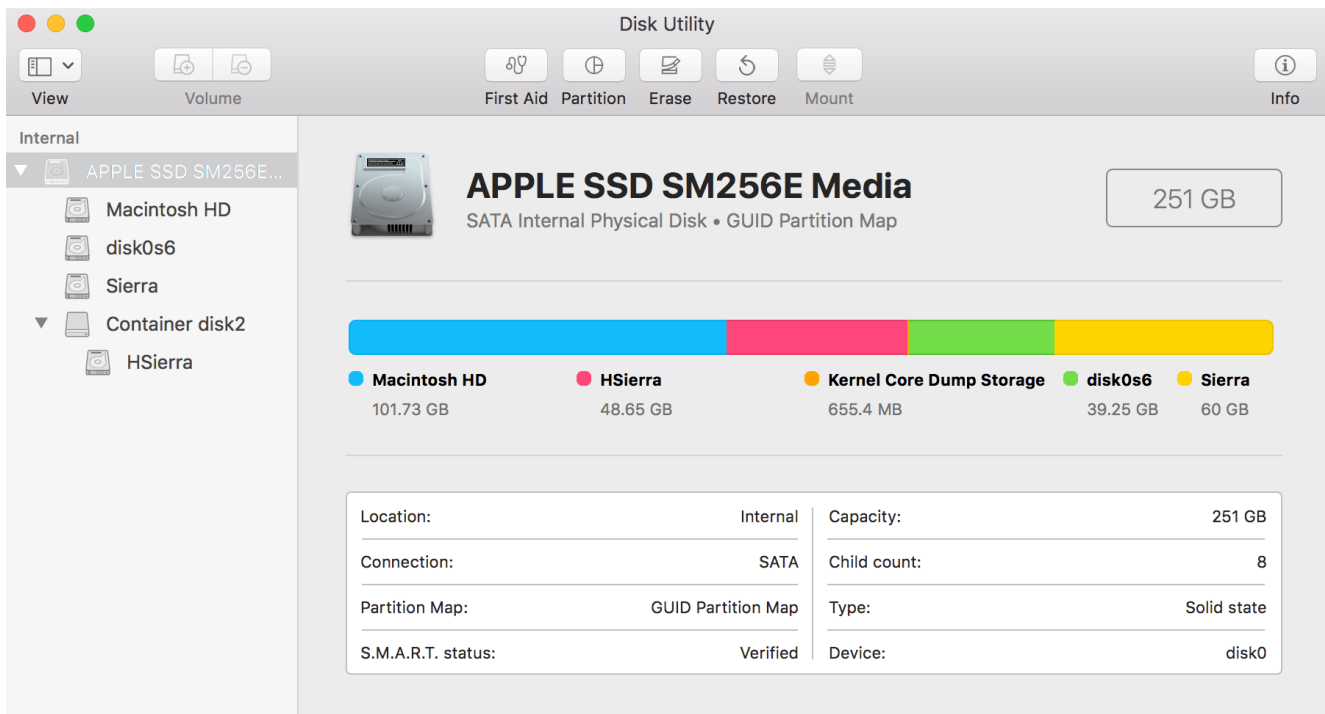 Disk Utility
View
Volume
First Aid
Partition
Erase
Restore
Mount
Info
Internal
APPLE SSD SM256E...
Macintosh HD
disk0s6
Sierra
Container disk2
HSierra
APPLE SSD SM256E Media
SATA Internal Physical Disk • GUID Partition Map
251 GB
Macintosh HD
101.73 GB
HSierra
48.65 GB
Kernel Core Dump Storage
655.4 MB
disk0s6
39.25 GB
Sierra
60 GB
Location: Internal
Connection: SATA
Partition Map: GUID Partition Map
S.M.A.R.T. status: Verified
Capacity: 251 GB
Child count: 8
Type: Solid state
Device: disk0